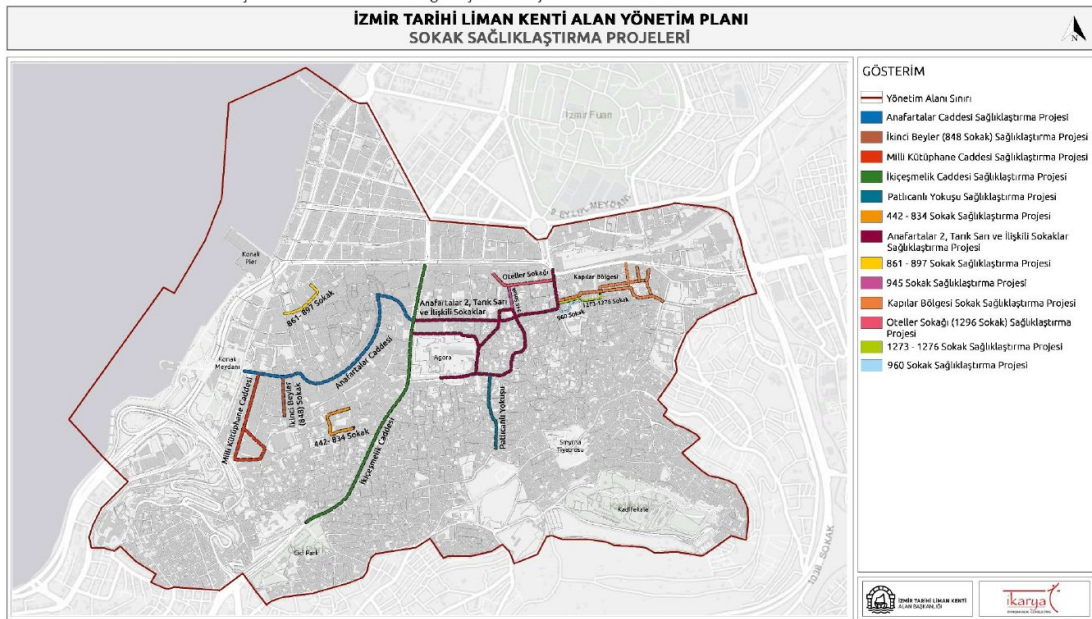 İZMİR TARİHİ LİMAN KENTİ ALAN YÖNETİM PLANI
SOKAK SAĞLIKLAŞTIRMA PROJELERİ
N
GÖSTERİM
Yönetim Alanı Sınırı
Anafartalar Caddesi Sağlıklaştırma Projesi
İkinci Beyler (848 Sokak) Sağlıklaştırma Projesi
Milli Kütüphane Caddesi Sağlıklaştırma Projesi
İkiçeşmelik Caddesi Sağlıklaştırma Projesi
Patlıcanlı Yokuşu Sağlıklaştırma Projesi
442 - 834 Sokak Sağlıklaştırma Projesi
Anafartalar 2, Tarık Sarı ve İlişkili Sokaklar
Sağlıklaştırma Projesi
861 - 897 Sokak Sağlıklaştırma Projesi
945 Sokak Sağlıklaştırma Projesi
Kapılar Bölgesi Sokak Sağlıklaştırma Projesi
Oteller Sokağı (1296 Sokak) Sağlıklaştırma
Projesi
1273 - 1276 Sokak Sağlıklaştırma Projesi
960 Sokak Sağlıklaştırma Projesi
İzmir Fuarı
9 EYLÜL MEYDANI
Konak
Pier
Oteller Sokağı
Kapılar Bölgesi
861- 897 Sokak
Anafartalar 2, Tarık Sarı
ve İlişkili Sokaklar
1273-1276 Sokak
960 Sokak
Konak
Meydanı
Anafartalar Caddesi
Agora
Milli Kütüphane Caddesi
İkinci Beyler
(848) Sokak
442- 834 Sokak
İkiçeşmelik Caddesi
Patlıcanlı Yokuşu
Smyrna
Tiyatrosu
Kadifekale
Gül Park
1038. SOKAK
İZMİR TARİHİ LİMAN KENTİ
ALAN BAŞKANLIĞI
ikarya